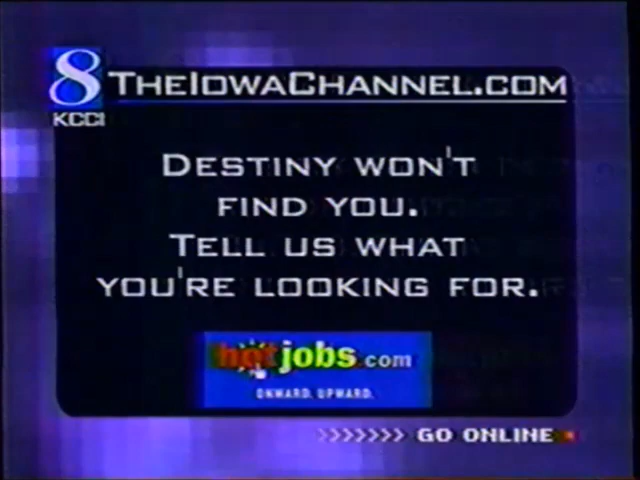 8 THEIOWACHANNEL.COM
KCCI
DESTINY WON'T
FIND YOU.
TELL US WHAT
YOU'RE LOOKING FOR.
hotjobs.com
ONWARD. UPWARD.
>>>>>>> GO ONLINE